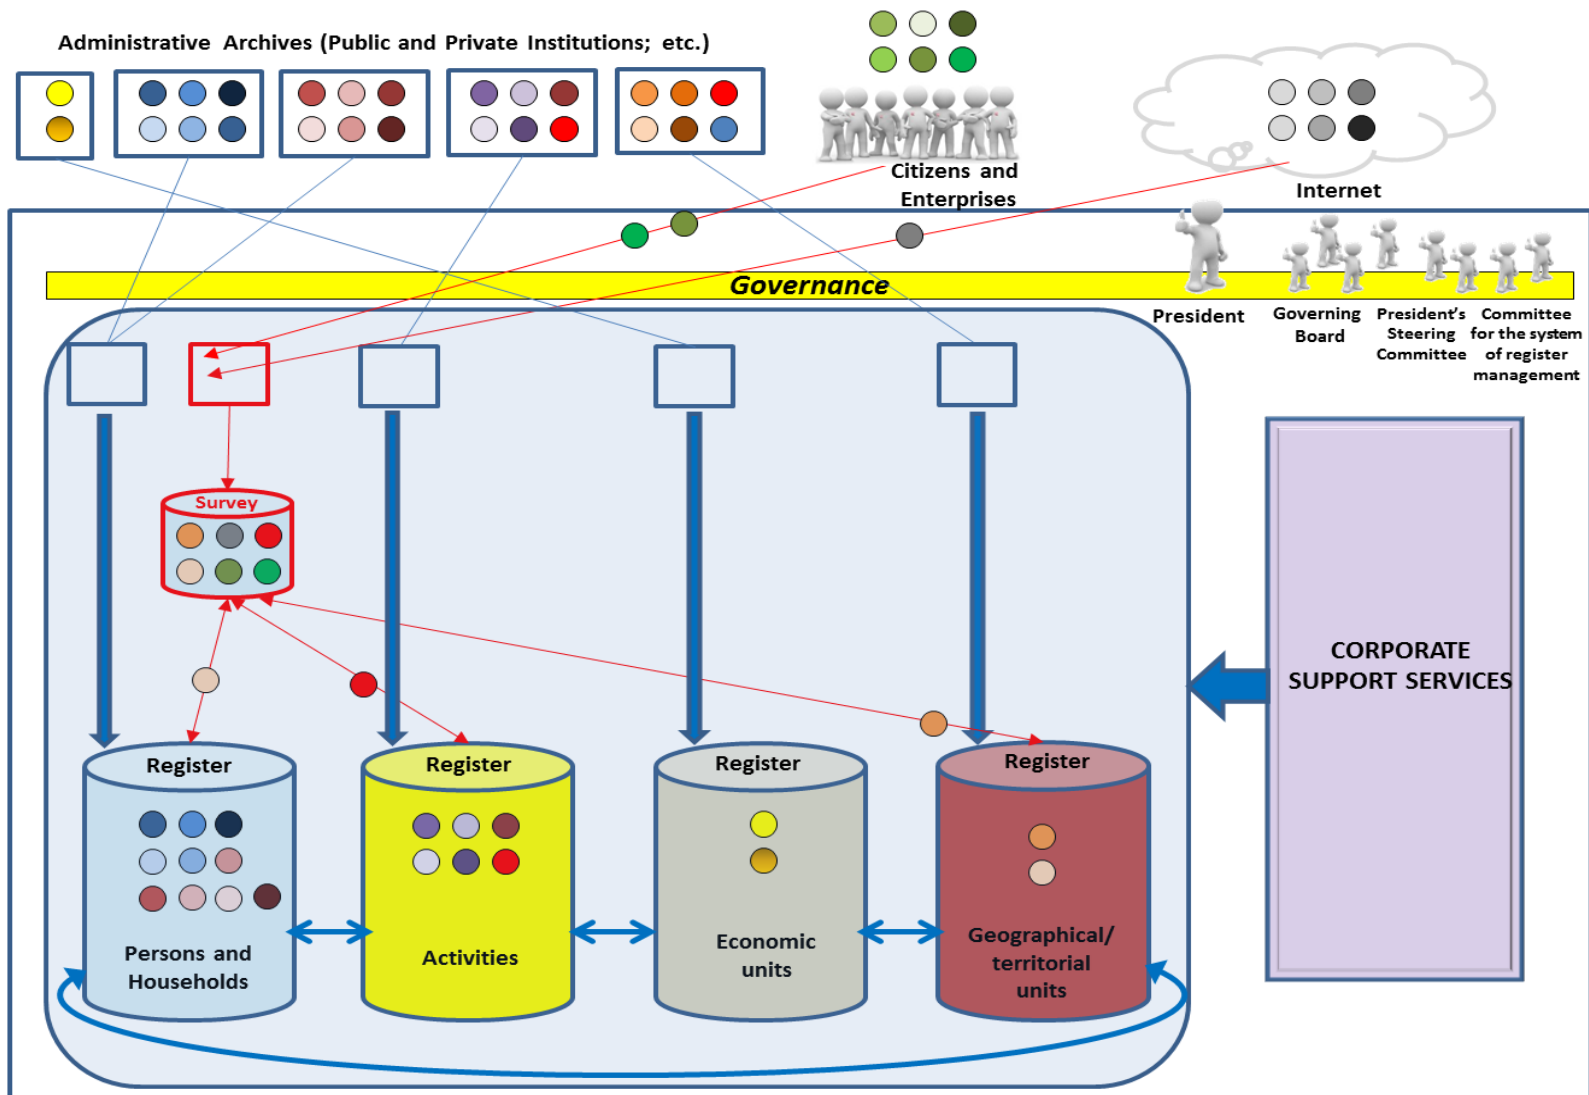 Administrative Archives (Public and Private Institutions; etc.)
Citizens and
Enterprises
Internet
Governance
President
Governing
Board
President's
Steering
Committee
Committee
for the system
of register
management
Survey
CORPORATE
SUPPORT SERVICES
Register
Register
Register
Register
Persons and
Households
Activities
Economic
units
Geographical/
territorial
units